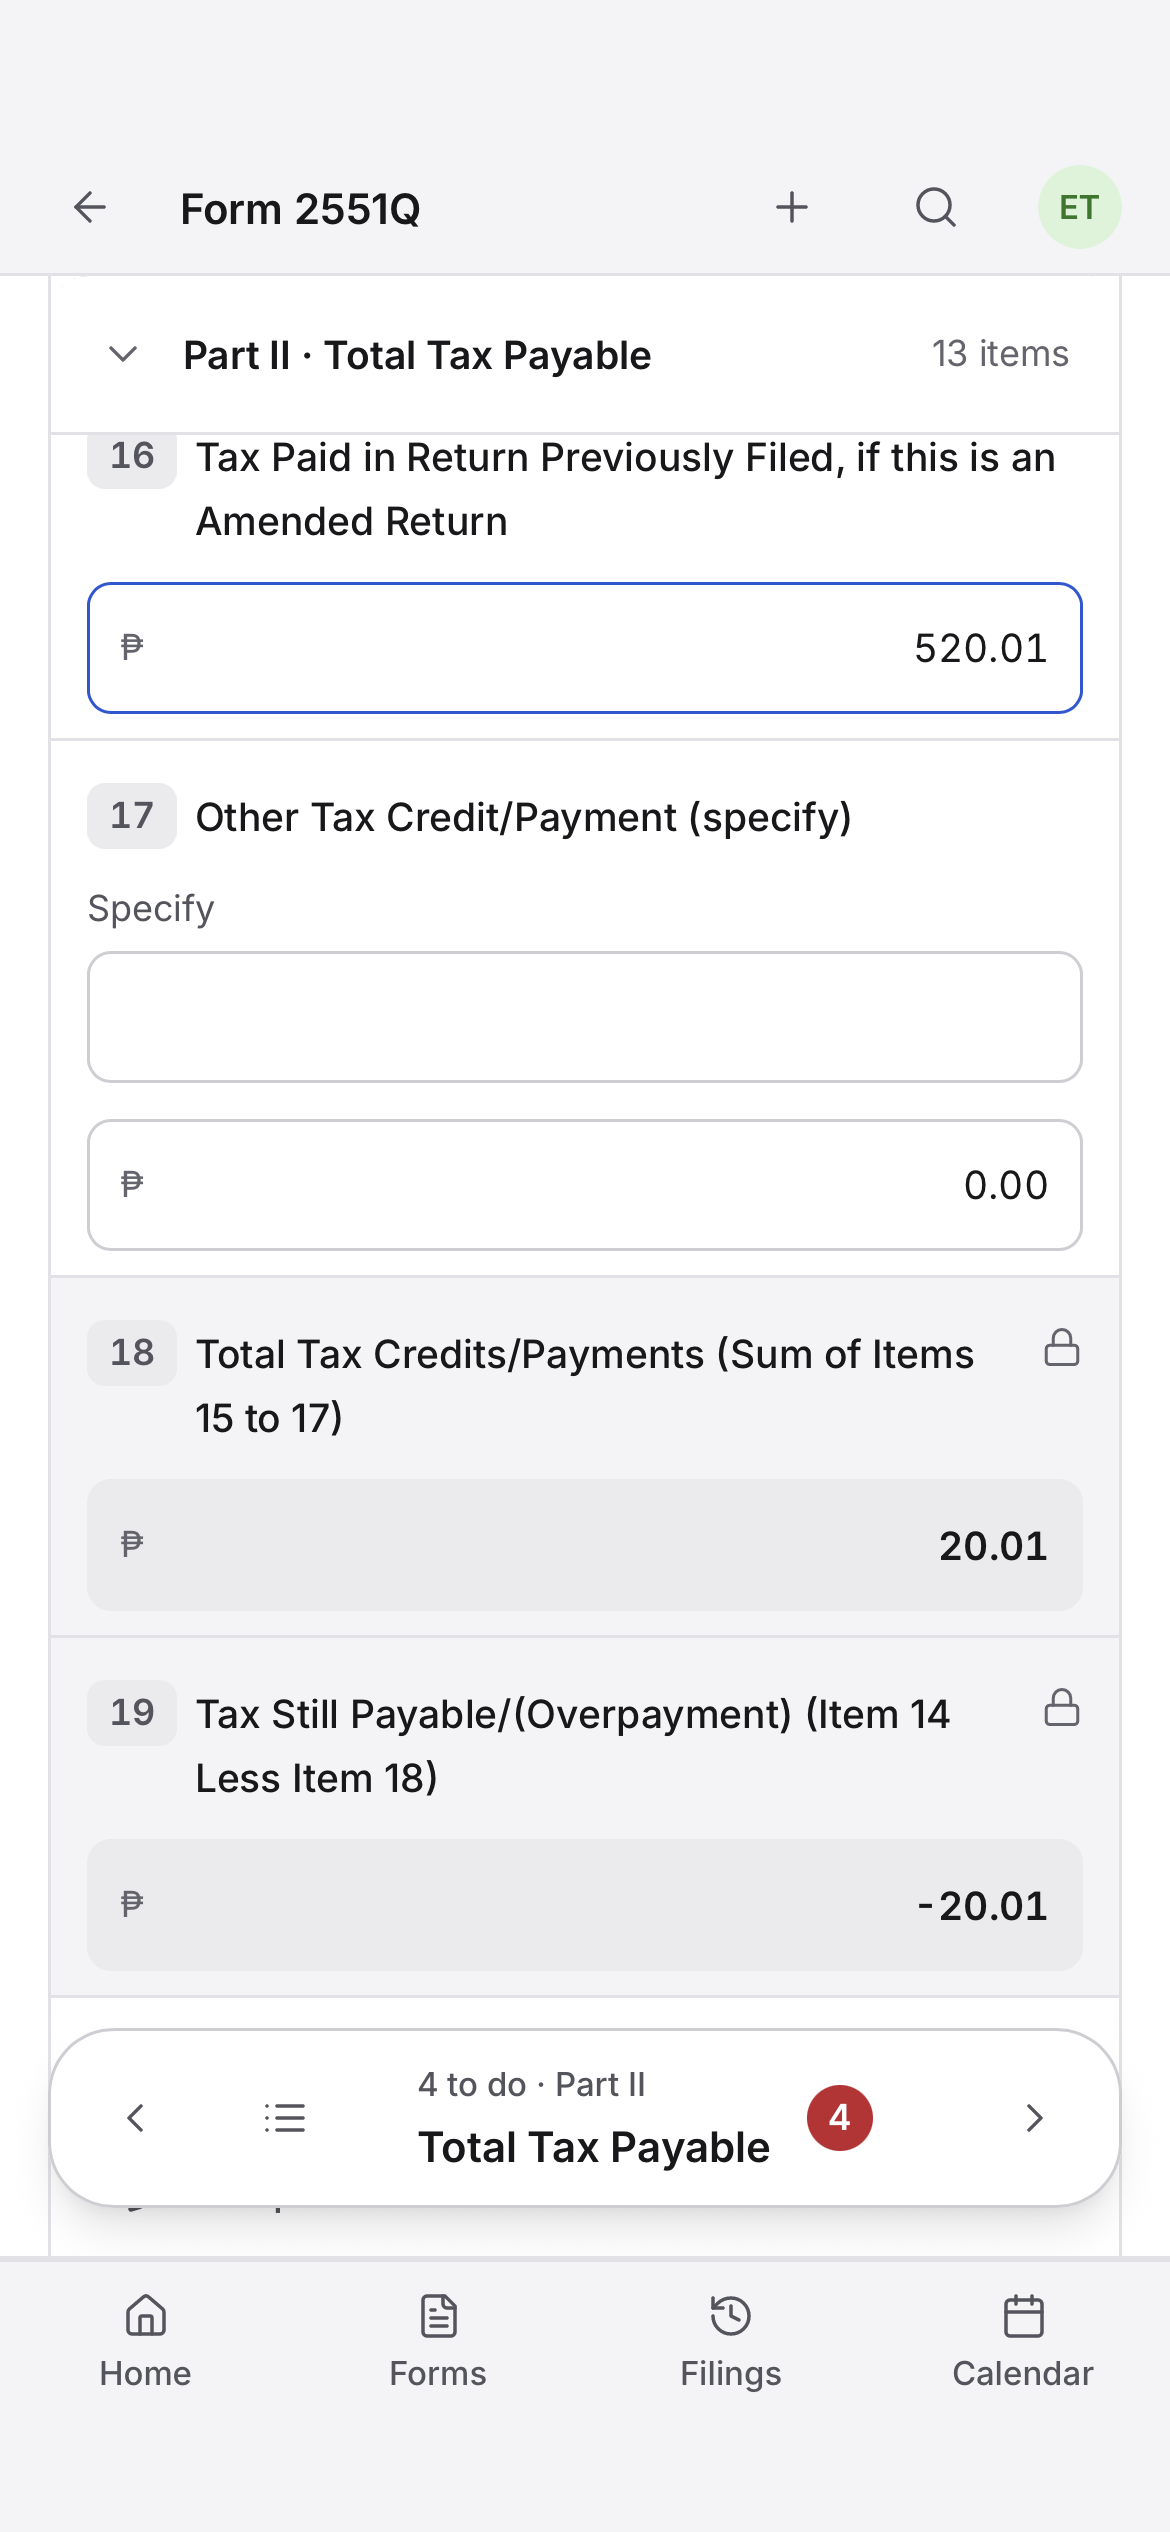 Form 2551Q
ET
Part II · Total Tax Payable
13 items
16 Tax Paid in Return Previously Filed, if this is an
Amended Return
₱ 520.01
17 Other Tax Credit/Payment (specify)
Specify
₱ 0.00
18 Total Tax Credits/Payments (Sum of Items
15 to 17)
₱ 20.01
19 Tax Still Payable/(Overpayment) (Item 14
Less Item 18)
₱ -20.01
4 to do · Part II
Total Tax Payable
4
Home
Forms
Filings
Calendar